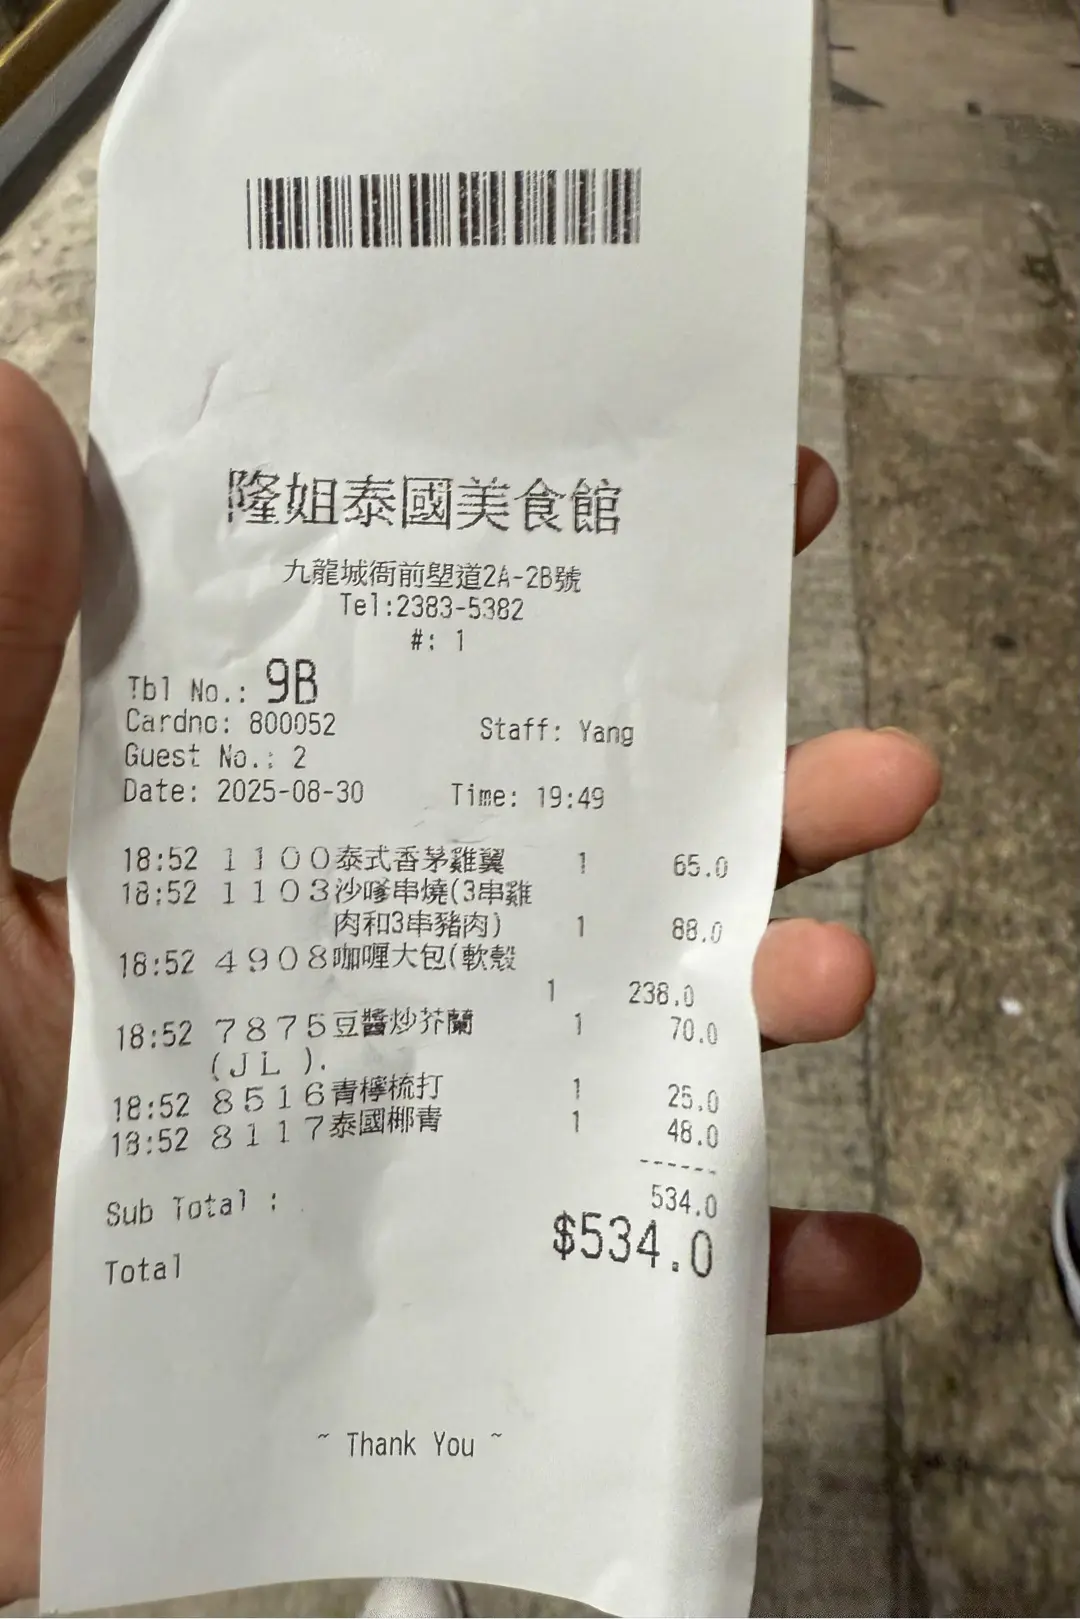 隆姐泰國美食館
九龍城衙前塱道2A-2B號
Tel:2383-5382
#: 1
Tbl No.: 9B
Cardno: 800052 Staff: Yang
Guest No.: 2
Date: 2025-08-30 Time: 19:49
18:52 1100泰式香茅雞翼 1 65.0
18:52 1103沙嗲串燒(3串雞
肉和3串豬肉) 1 88.0
18:52 4908咖喱大包(軟殼
1 238.0
18:52 7875豆醬炒芥蘭 1 70.0
(JL ).
18:52 8516青檸梳打 1 25.0
18:52 8117泰國椰青 1 48.0
------
Sub Total : 534.0
Total $534.0
~ Thank You ~